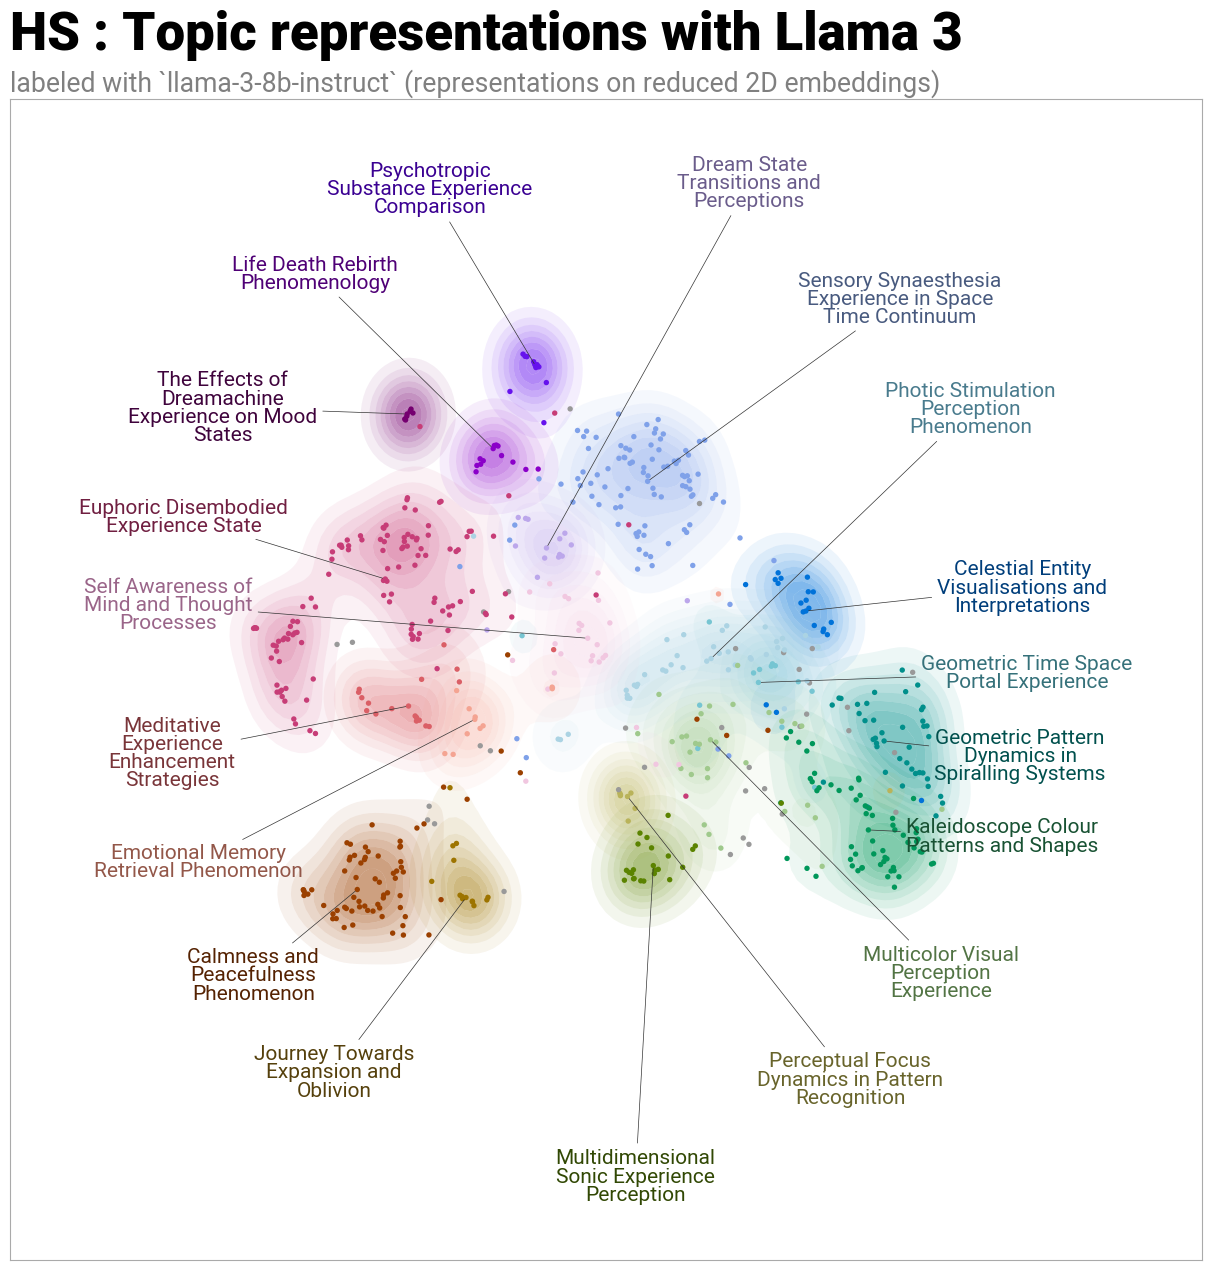 HS : Topic representations with Llama 3
labeled with `llama-3-8b-instruct` (representations on reduced 2D embeddings)
Psychotropic
Substance Experience
Comparison
Dream State
Transitions and
Perceptions
Life Death Rebirth
Phenomenology
Sensory Synaesthesia
Experience in Space
Time Continuum
The Effects of
Dreamachine
Experience on Mood
States
Photic Stimulation
Perception
Phenomenon
Euphoric Disembodied
Experience State
Celestial Entity
Visualisations and
Interpretations
Self Awareness of
Mind and Thought
Processes
Geometric Time Space
Portal Experience
Meditative
Experience
Enhancement
Strategies
Geometric Pattern
Dynamics in
Spiralling Systems
Kaleidoscope Colour
Patterns and Shapes
Emotional Memory
Retrieval Phenomenon
Calmness and
Peacefulness
Phenomenon
Multicolor Visual
Perception
Experience
Journey Towards
Expansion and
Oblivion
Perceptual Focus
Dynamics in Pattern
Recognition
Multidimensional
Sonic Experience
Perception